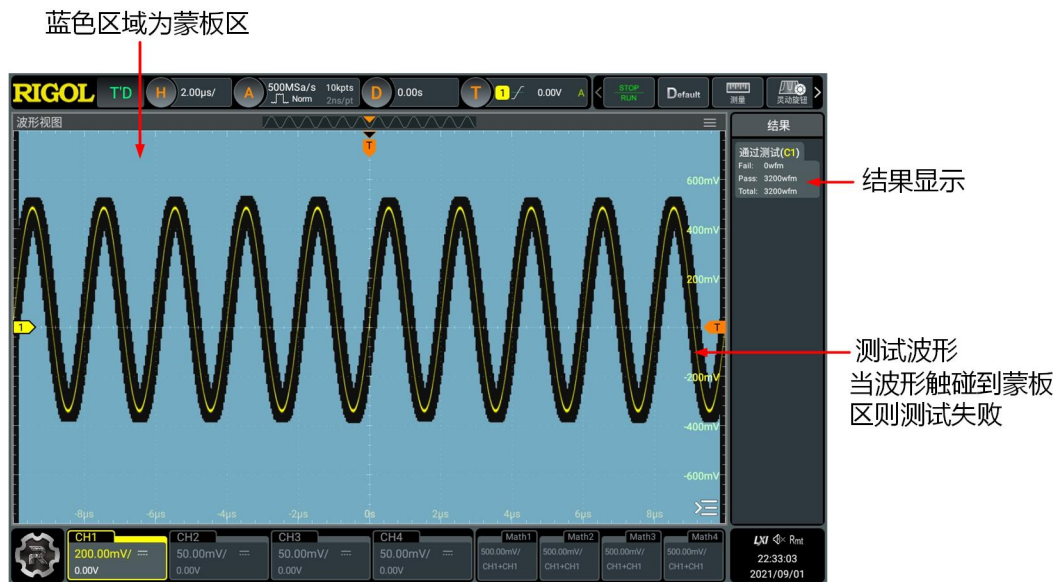 蓝色区域为蒙板区
RIGOL T'D H 2.00μs/ A 500MSa/s 10kpts Norm 2ns/pt D 0.00s T 1 0.00V A < STOP RUN Default 测量 灵动旋钮 >
波形视图
结果
T
通过测试(C1)
Fail: 0wfm
Pass: 3200wfm
Total: 3200wfm
结果显示
600mV
400mV
200mV
1
T
测试波形
当波形触碰到蒙板
区则测试失败
-200mV
-400mV
-600mV
-8μs -6μs -4μs -2μs 0s 2μs 4μs 6μs 8μs
CH1 CH2 CH3 CH4 Math1 Math2 Math3 Math4
200.00mV/ 50.00mV/ 50.00mV/ 50.00mV/ 500.00mV/ 500.00mV/ 500.00mV/ 500.00mV/
0.00V 0.00V 0.00V 0.00V CH1+CH1 CH1+CH1 CH1+CH1 CH1+CH1
LXI Rmt
22:33:03
2021/09/01